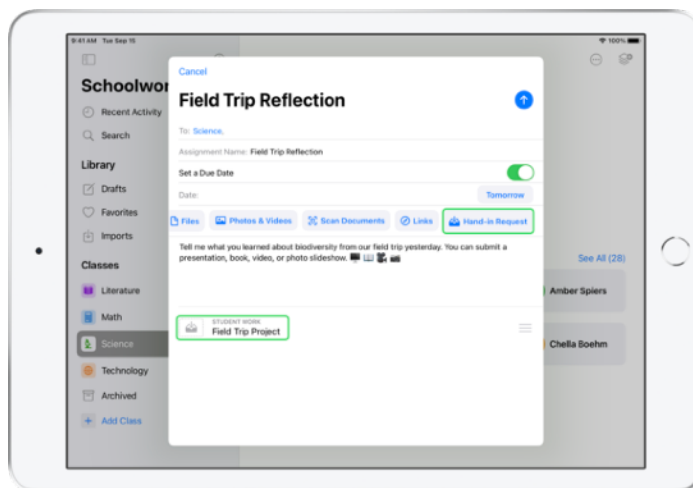 9:41 AM Tue Sep 15
100%
Schoolwor
Recent Activity
Search
Library
Drafts
Favorites
Imports
Classes
Literature
Math
Science
Technology
Archived
Add Class
Cancel
Field Trip Reflection
To: Science,
Assignment Name: Field Trip Reflection
Set a Due Date
Date: Tomorrow
Files Photos & Videos Scan Documents Links Hand-in Request
Tell me what you learned about biodiversity from our field trip yesterday. You can submit a
presentation, book, video, or photo slideshow. 🖥️ 📖 🎥 📸
STUDENT WORK
Field Trip Project
See All (28)
Amber Spiers
Chella Boehm